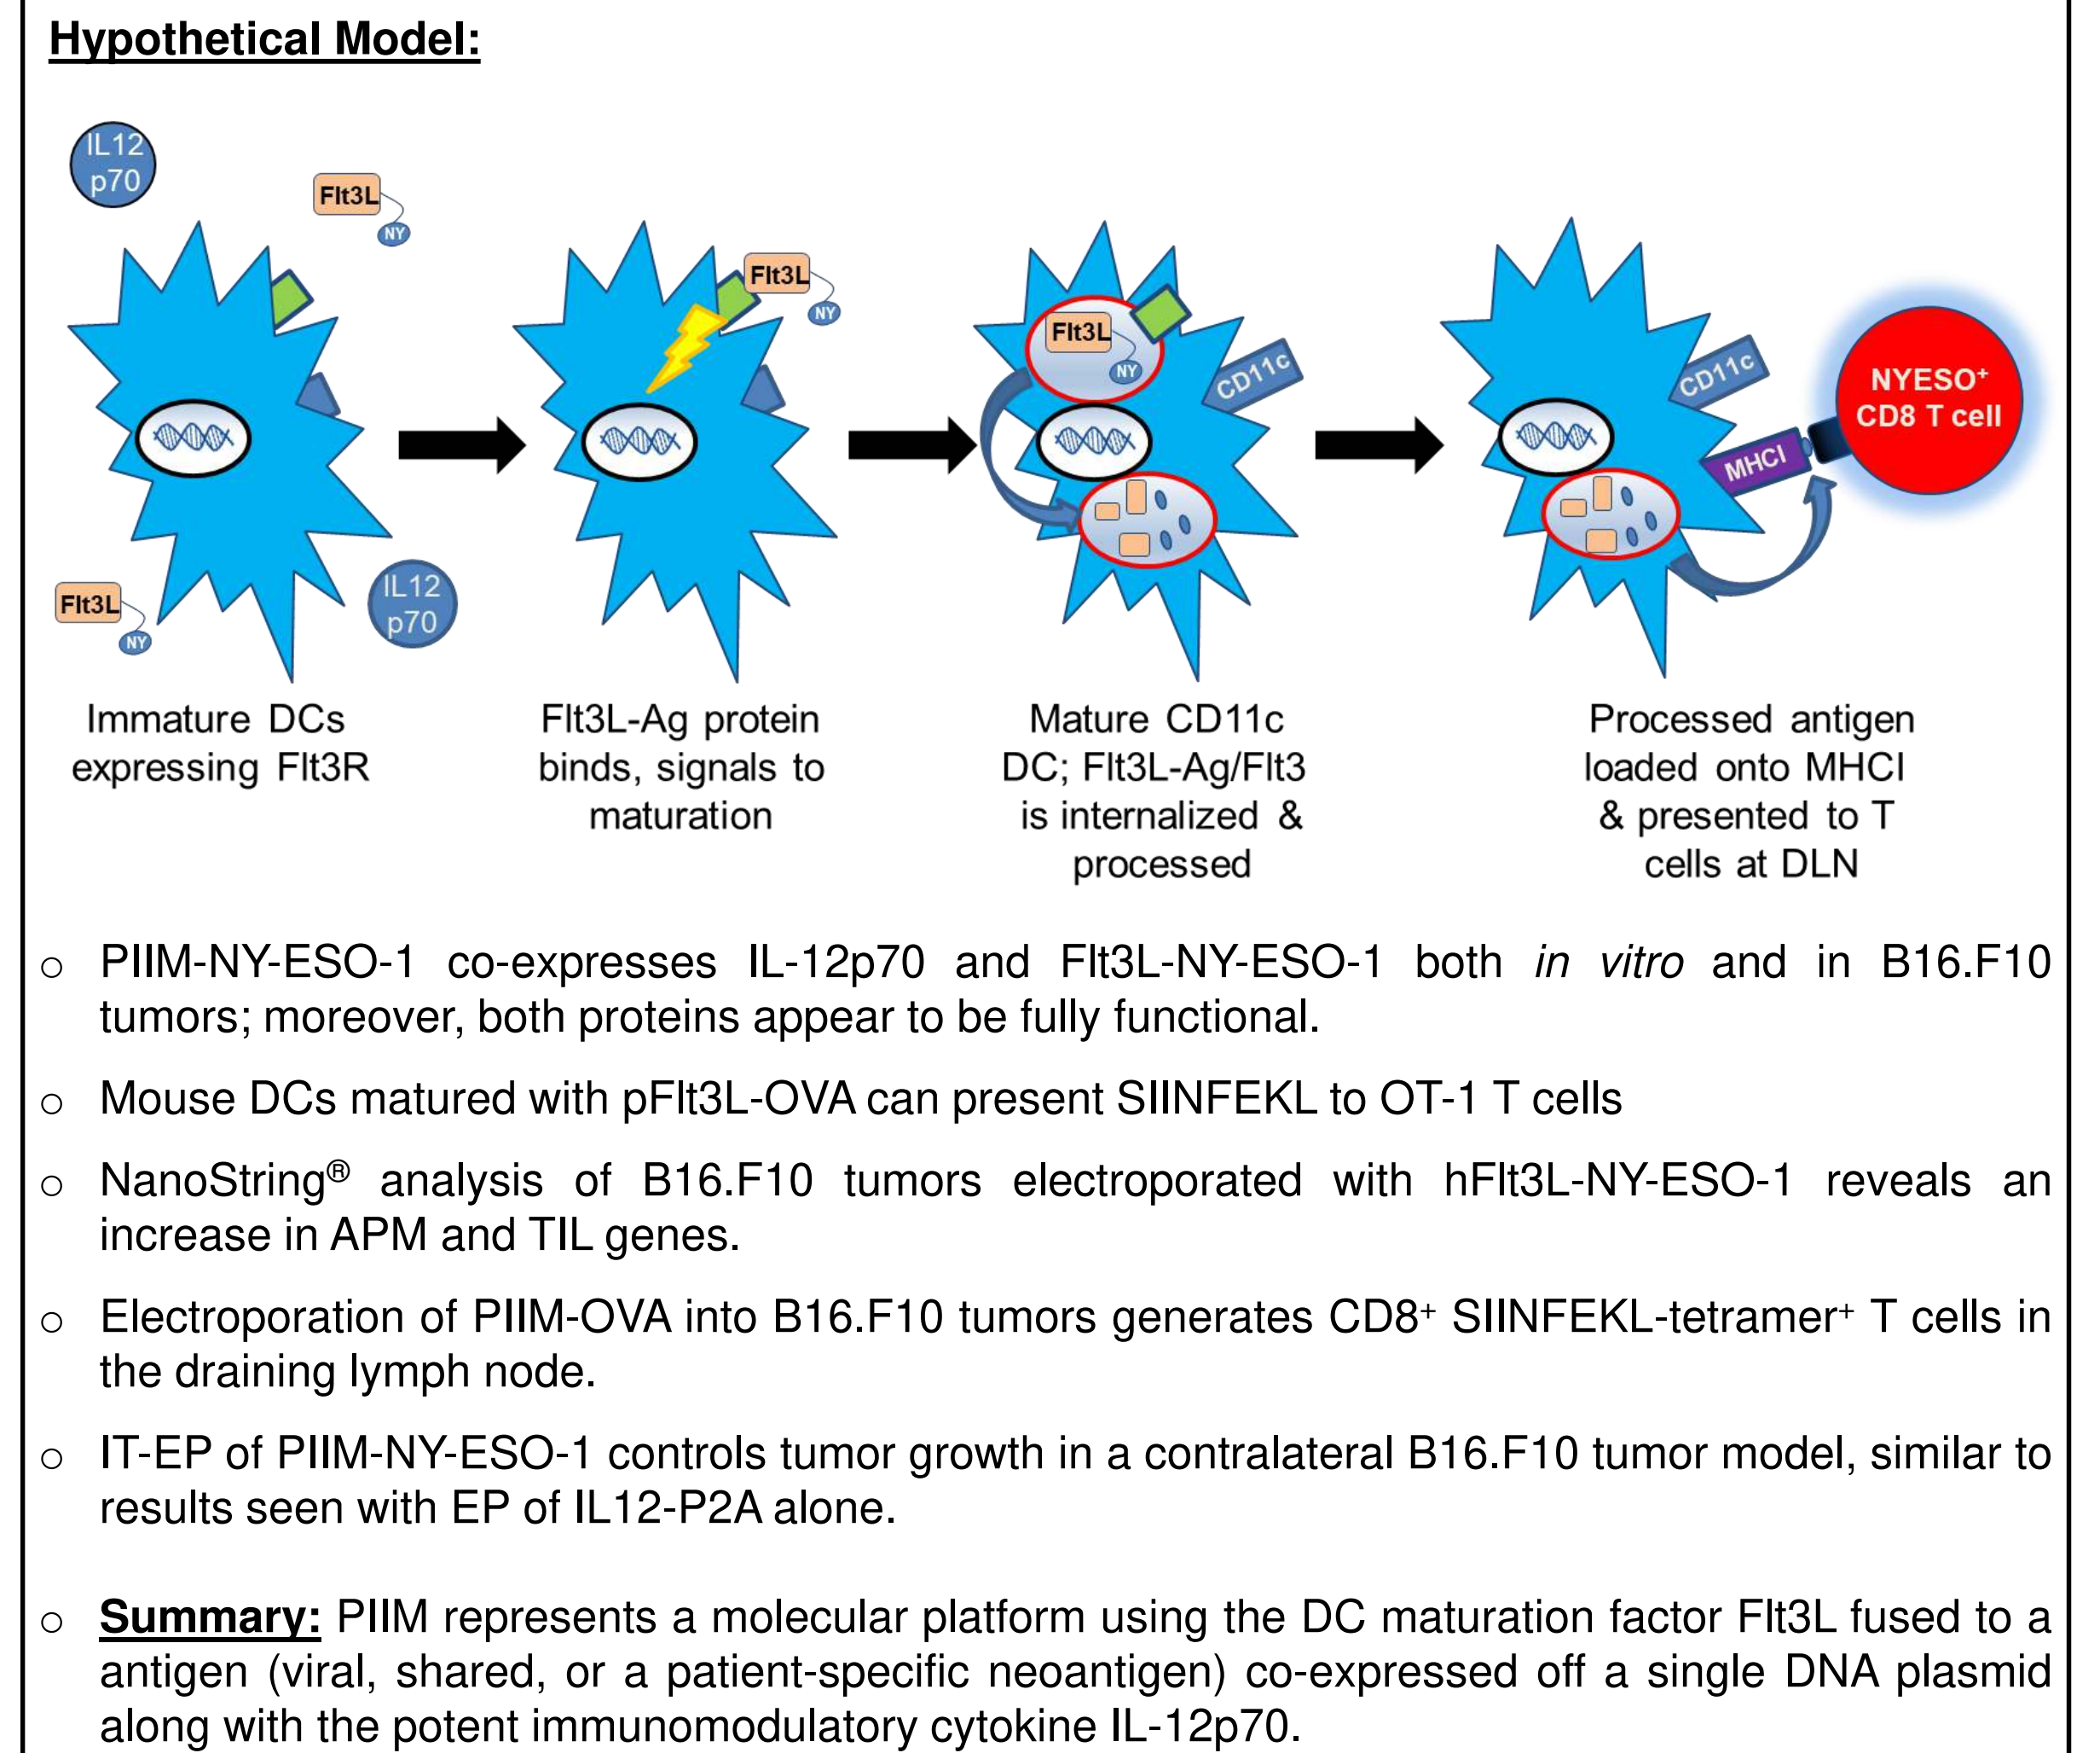 Hypothetical Model:
IL12
p70
Flt3L
NY
Flt3L
NY
IL12
p70
Flt3L
NY
Flt3L
NY
CD11c
CD11c
MHCI
NYESO⁺
CD8 T cell
Immature DCs
expressing Flt3R
Flt3L-Ag protein
binds, signals to
maturation
Mature CD11c
DC; Flt3L-Ag/Flt3
is internalized &
processed
Processed antigen
loaded onto MHCI
& presented to T
cells at DLN
○ PIIM-NY-ESO-1 co-expresses IL-12p70 and Flt3L-NY-ESO-1 both in vitro and in B16.F10
tumors; moreover, both proteins appear to be fully functional.
○ Mouse DCs matured with pFlt3L-OVA can present SIINFEKL to OT-1 T cells
○ NanoString® analysis of B16.F10 tumors electroporated with hFlt3L-NY-ESO-1 reveals an
increase in APM and TIL genes.
○ Electroporation of PIIM-OVA into B16.F10 tumors generates CD8⁺ SIINFEKL-tetramer⁺ T cells in
the draining lymph node.
○ IT-EP of PIIM-NY-ESO-1 controls tumor growth in a contralateral B16.F10 tumor model, similar to
results seen with EP of IL12-P2A alone.
○ Summary: PIIM represents a molecular platform using the DC maturation factor Flt3L fused to a
antigen (viral, shared, or a patient-specific neoantigen) co-expressed off a single DNA plasmid
along with the potent immunomodulatory cytokine IL-12p70.